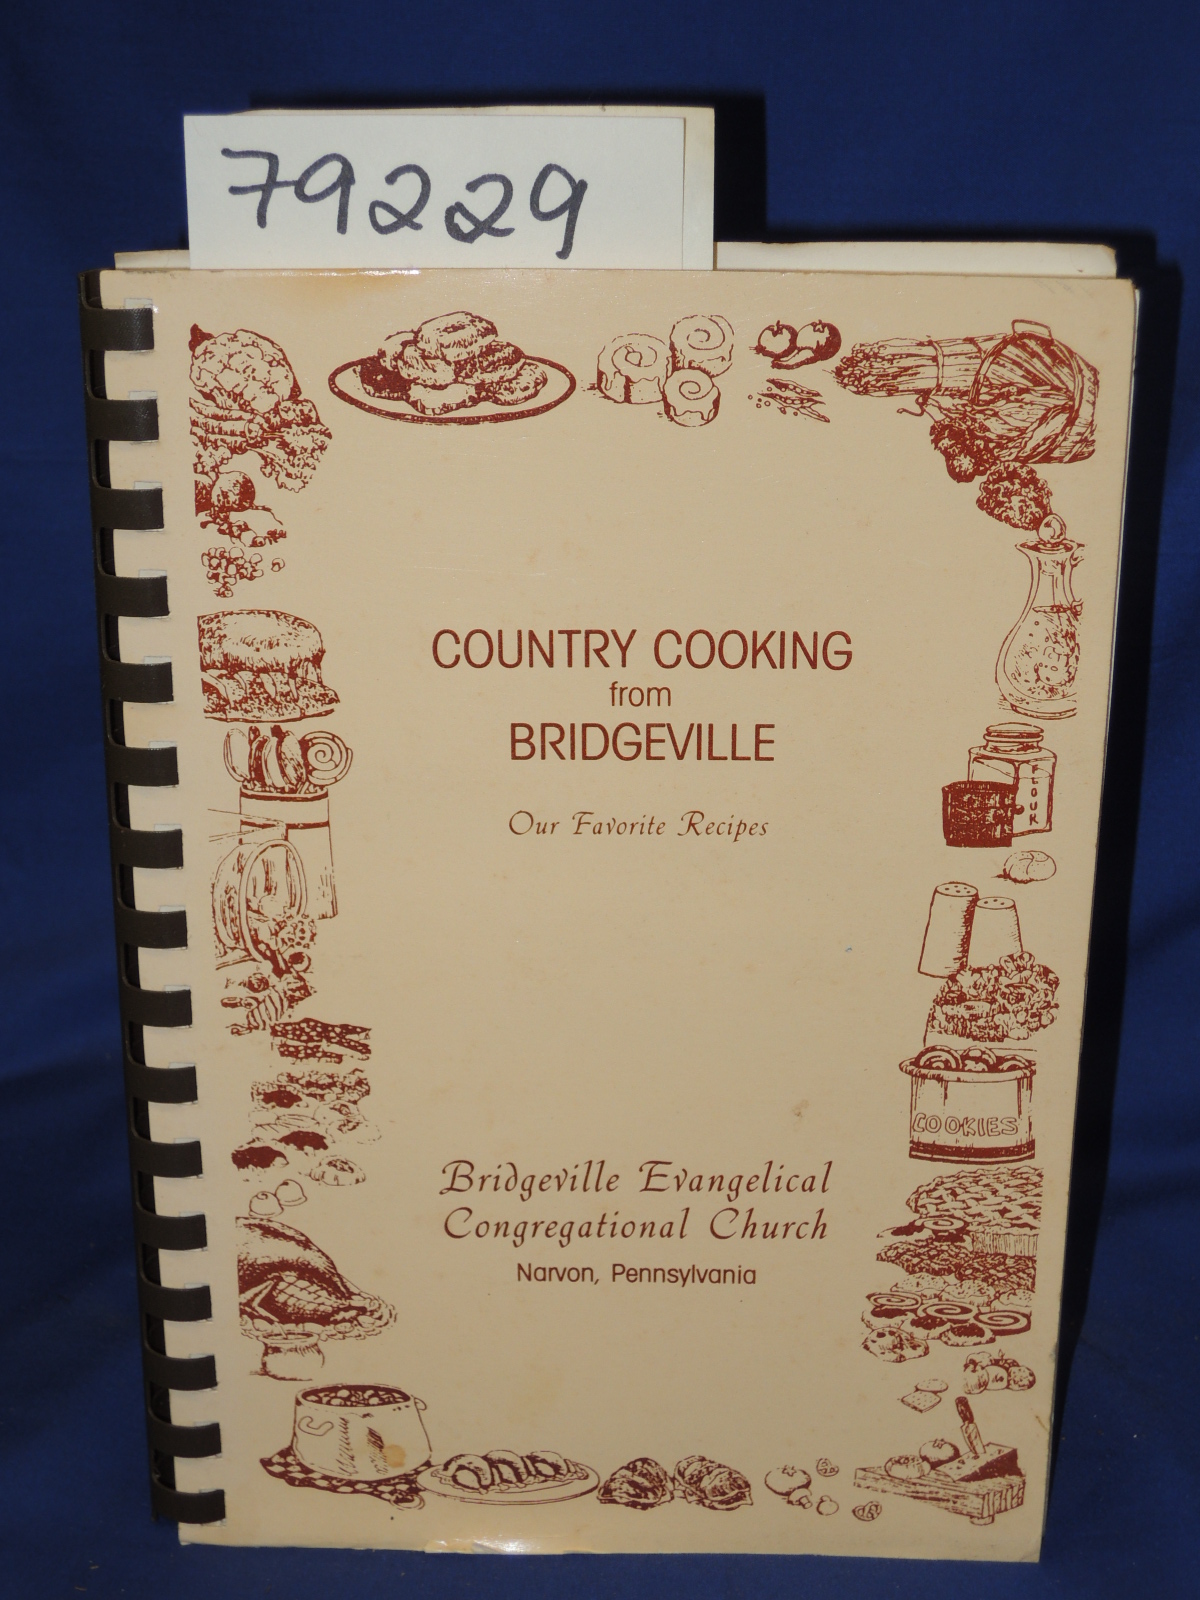 79229
COUNTRY COOKING
from
BRIDGEVILLE
Our Favorite Recipes
FLOUR
COOKIES
Bridgeville Evangelical
Congregational Church
Narvon, Pennsylvania